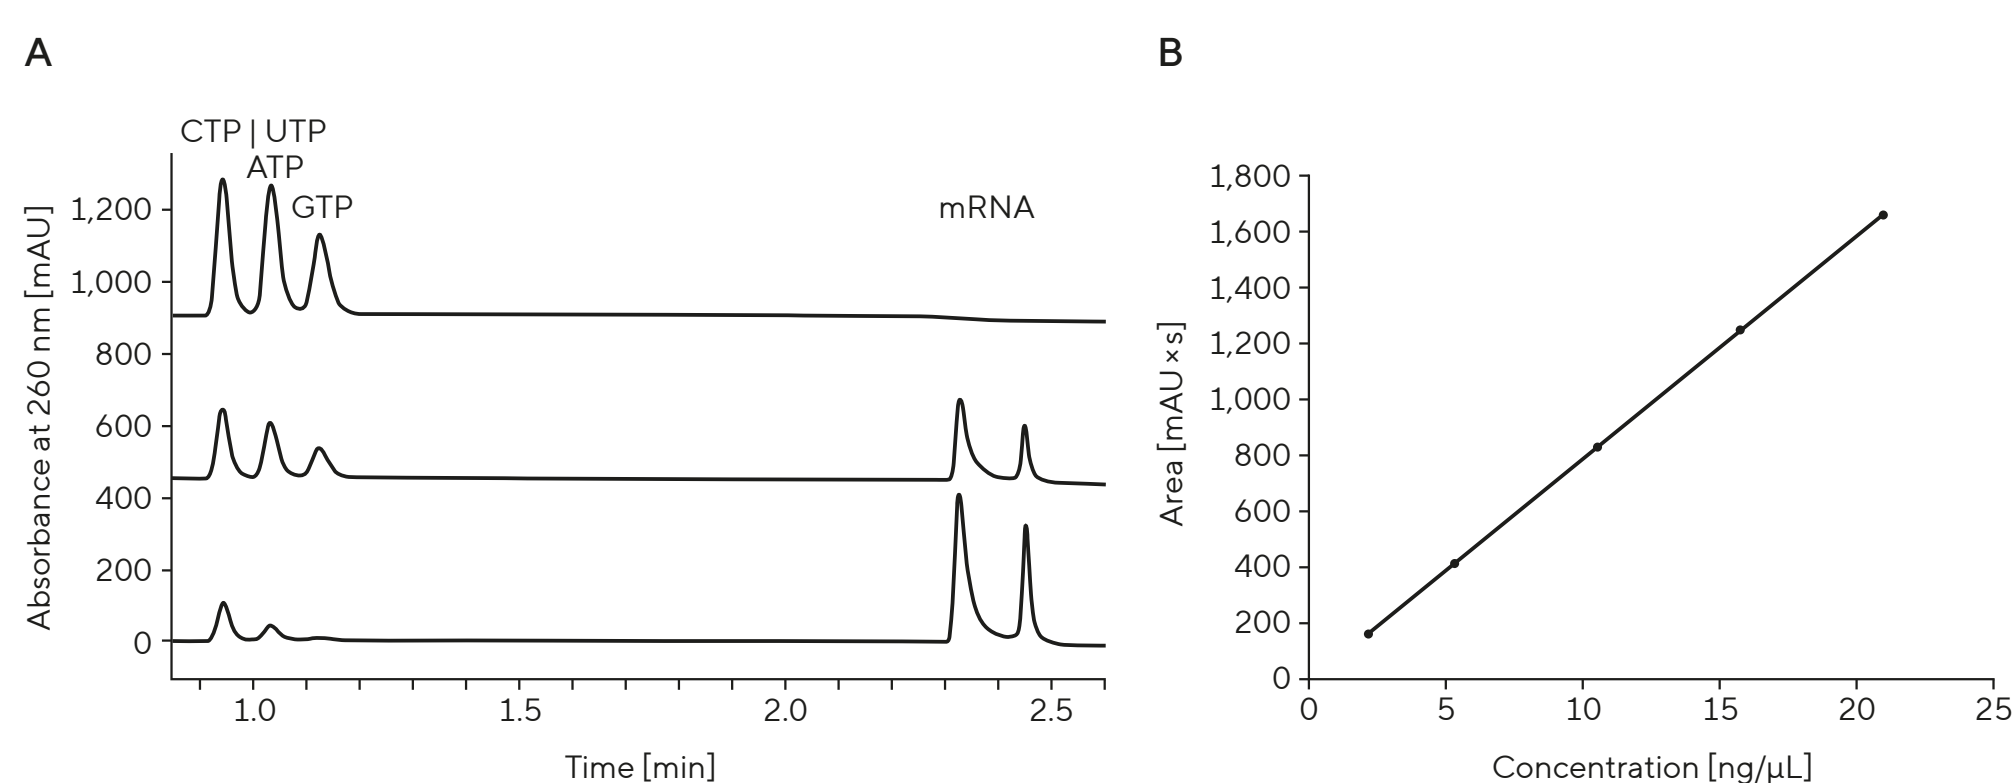 A
CTP | UTP
ATP
GTP
mRNA
Absorbance at 260 nm [mAU]
1,200
1,000
800
600
400
200
0
1.0
1.5
2.0
2.5
Time [min]
B
Area [mAU × s]
1,800
1,600
1,400
1,200
1,000
800
600
400
200
0
0
5
10
15
20
25
Concentration [ng/µL]